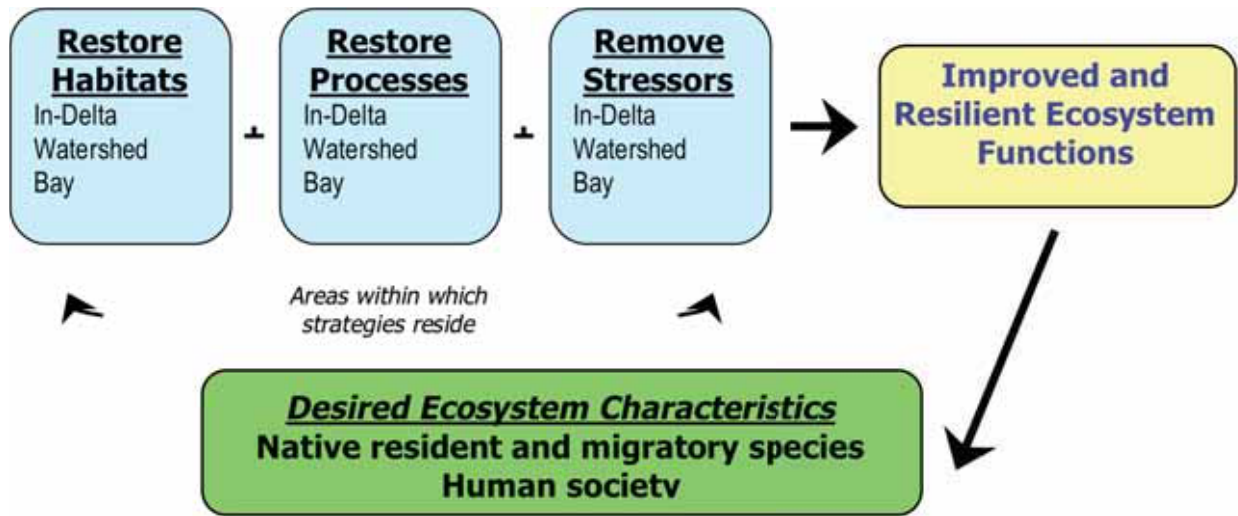 Restore
Habitats
In-Delta
Watershed
Bay
+
Restore
Processes
In-Delta
Watershed
Bay
+
Remove
Stressors
In-Delta
Watershed
Bay
Improved and
Resilient Ecosystem
Functions
Areas within which
strategies reside
Desired Ecosystem Characteristics
Native resident and migratory species
Human society